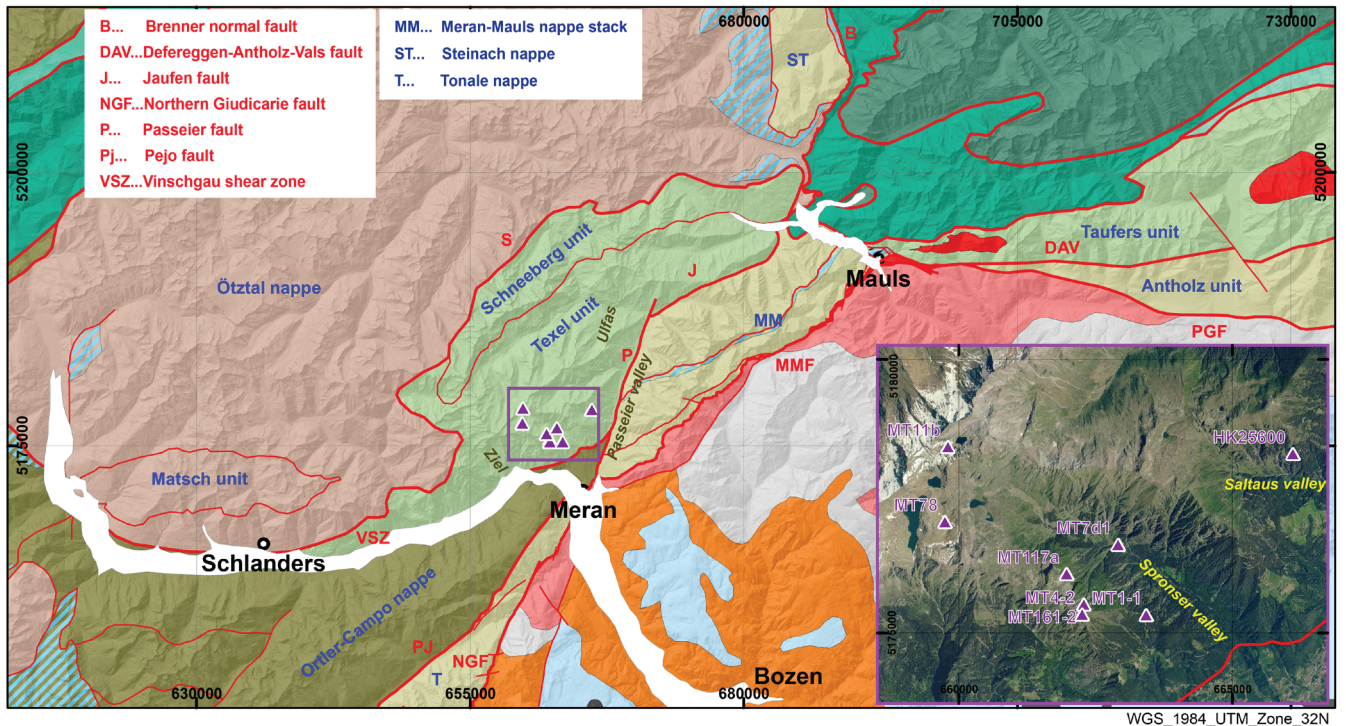 B... Brenner normal fault
DAV...Defereggen-Antholz-Vals fault
J... Jaufen fault
NGF...Northern Giudicarie fault
P... Passeier fault
Pj... Pejo fault
VSZ...Vinschgau shear zone
MM... Meran-Mauls nappe stack
ST... Steinach nappe
T... Tonale nappe
680000
705000
730000
B
ST
5200000
5200000
S
Schneeberg unit
Taufers unit
DAV
J
Mauls
Ötztal nappe
Antholz unit
Texel unit
Ulfas
MM
PGF
P
MMF
Passeier valley
5175000
Ziel
Matsch unit
Meran
VSZ
Schlanders
Ortler-Campo nappe
PJ
NGF
T
Bozen
630000
655000
680000
5180000
MT11b
HK25600
Saltaus valley
MT78
MT7d1
MT117a
Spronser valley
MT4-2
MT1-1
MT161-2
5175000
660000
665000
WGS_1984_UTM_Zone_32N